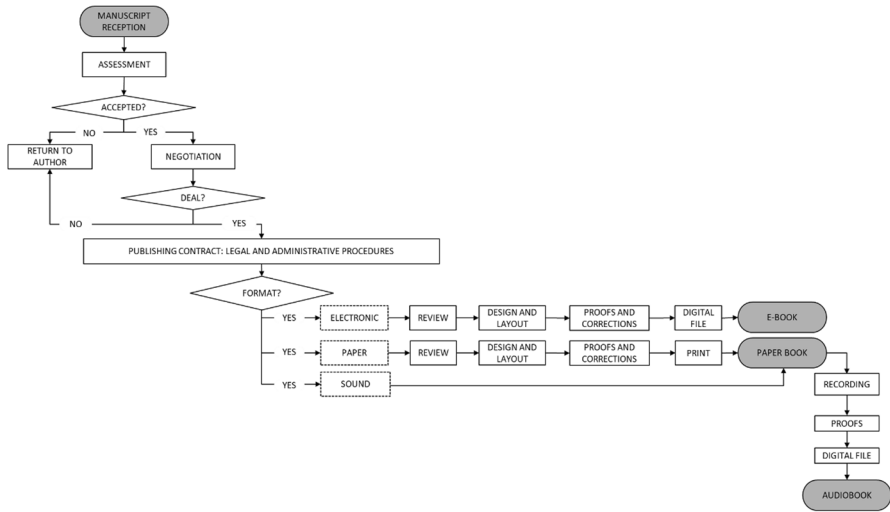 MANUSCRIPT
RECEPTION
ASSESSMENT
ACCEPTED?
NO
YES
RETURN TO
AUTHOR
NEGOTIATION
DEAL?
NO
YES
PUBLISHING CONTRACT: LEGAL AND ADMINISTRATIVE PROCEDURES
FORMAT?
YES
ELECTRONIC
REVIEW
DESIGN AND
LAYOUT
PROOFS AND
CORRECTIONS
DIGITAL
FILE
E-BOOK
YES
PAPER
REVIEW
DESIGN AND
LAYOUT
PROOFS AND
CORRECTIONS
PRINT
PAPER BOOK
YES
SOUND
RECORDING
PROOFS
DIGITAL FILE
AUDIOBOOK